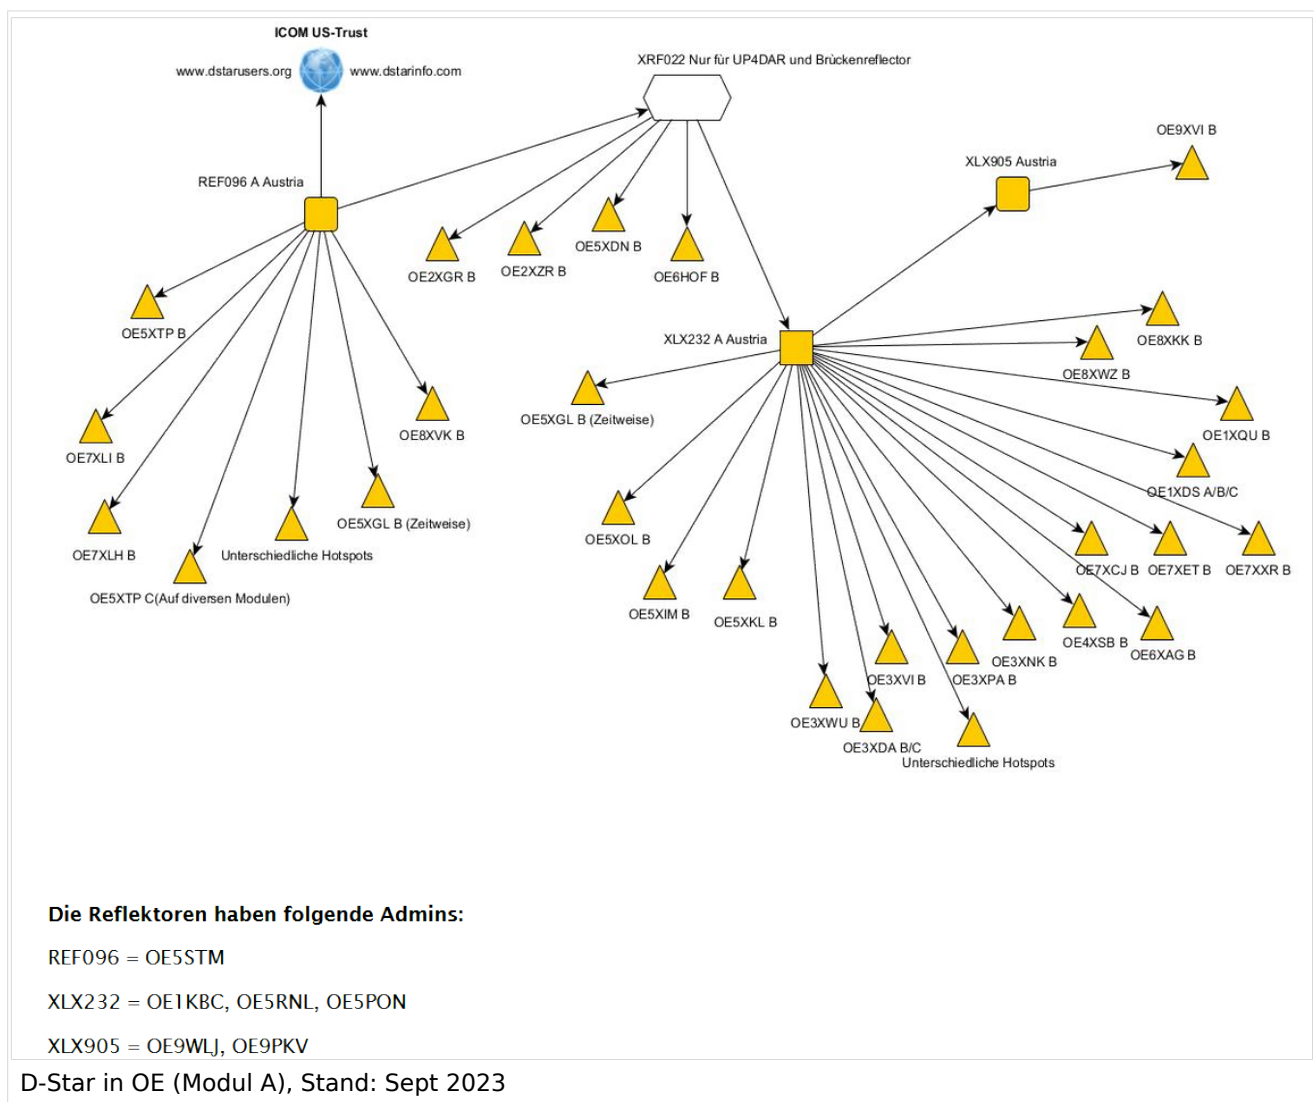 ICOM US-Trust
www.dstarusers.org
www.dstarinfo.com
XRF022 Nur für UP4DAR und Brückenreflector
OE9XVI B
XLX905 Austria
REF096 A Austria
OE5XDN B
OE2XZR B
OE2XGR B
OE6HOF B
OE5XTP B
XLX232 A Austria
OE8XKK B
OE8XWZ B
OE5XGL B (Zeitweise)
OE8XVK B
OE1XQU B
OE7XLI B
OE1XDS A/B/C
OE5XGL B (Zeitweise)
OE5XOL B
OE7XLH B
Unterschiedliche Hotspots
OE7XCJ B
OE7XET B
OE7XXR B
OE5XTP C(Auf diversen Modulen)
OE5XIM B
OE5XKL B
OE4XSB B
OE6XAG B
OE3XNK B
OE3XVI B
OE3XPA B
OE3XWU B
OE3XDA B/C
Unterschiedliche Hotspots
Die Reflektoren haben folgende Admins:
REF096 = OE5STM
XLX232 = OE1KBC, OE5RNL, OE5PON
XLX905 = OE9WLJ, OE9PKV
D-Star in OE (Modul A), Stand: Sept 2023